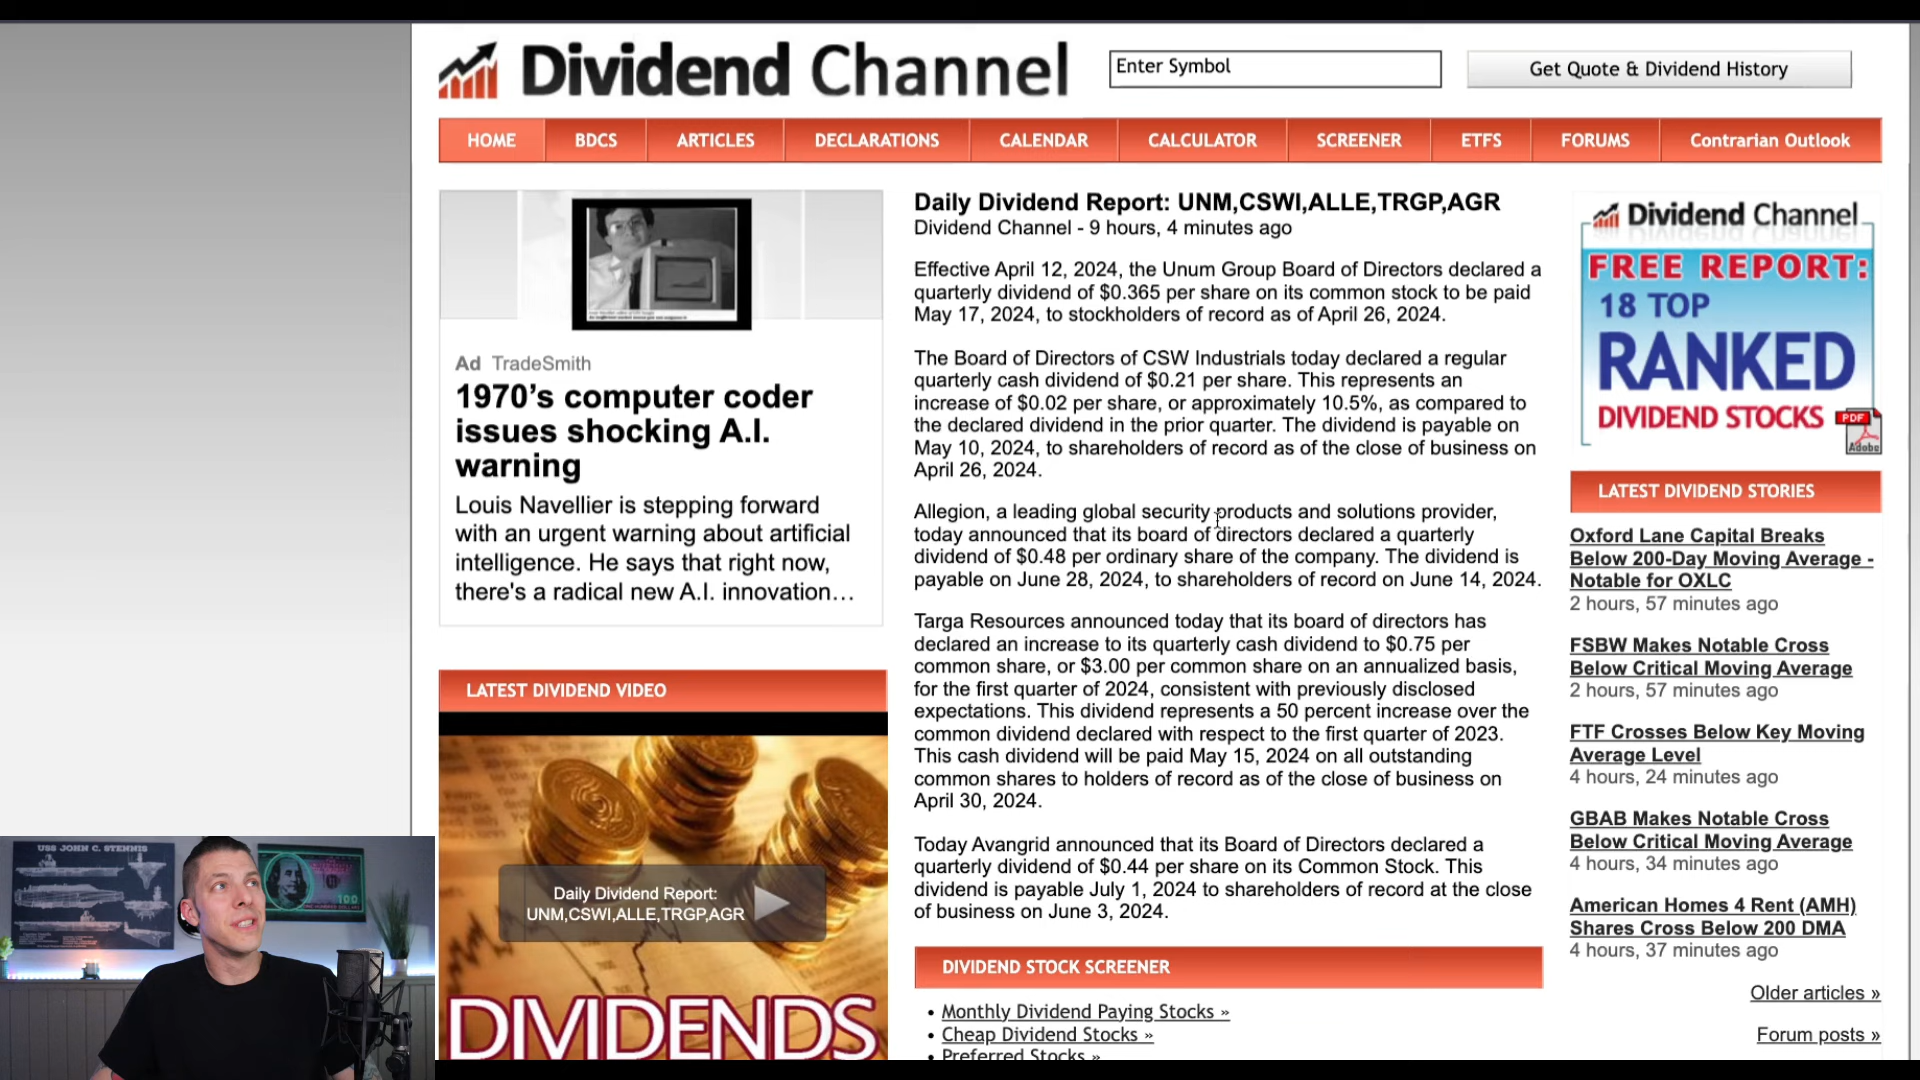 Dividend Channel
Enter Symbol
Get Quote & Dividend History
HOME
BDCS
ARTICLES
DECLARATIONS
CALENDAR
CALCULATOR
SCREENER
ETFS
FORUMS
Contrarian Outlook
Ad TradeSmith
1970's computer coder
issues shocking A.I.
warning
Louis Navellier is stepping forward
with an urgent warning about artificial
intelligence. He says that right now,
there's a radical new A.I. innovation…
LATEST DIVIDEND VIDEO
Daily Dividend Report:
UNM,CSWI,ALLE,TRGP,AGR
DIVIDENDS
Daily Dividend Report: UNM,CSWI,ALLE,TRGP,AGR
Dividend Channel - 9 hours, 4 minutes ago
Effective April 12, 2024, the Unum Group Board of Directors declared a
quarterly dividend of $0.365 per share on its common stock to be paid
May 17, 2024, to stockholders of record as of April 26, 2024.
The Board of Directors of CSW Industrials today declared a regular
quarterly cash dividend of $0.21 per share. This represents an
increase of $0.02 per share, or approximately 10.5%, as compared to
the declared dividend in the prior quarter. The dividend is payable on
May 10, 2024, to shareholders of record as of the close of business on
April 26, 2024.
Allegion, a leading global security products and solutions provider,
today announced that its board of directors declared a quarterly
dividend of $0.48 per ordinary share of the company. The dividend is
payable on June 28, 2024, to shareholders of record on June 14, 2024.
Targa Resources announced today that its board of directors has
declared an increase to its quarterly cash dividend to $0.75 per
common share, or $3.00 per common share on an annualized basis,
for the first quarter of 2024, consistent with previously disclosed
expectations. This dividend represents a 50 percent increase over the
common dividend declared with respect to the first quarter of 2023.
This cash dividend will be paid May 15, 2024 on all outstanding
common shares to holders of record as of the close of business on
April 30, 2024.
Today Avangrid announced that its Board of Directors declared a
quarterly dividend of $0.44 per share on its Common Stock. This
dividend is payable July 1, 2024 to shareholders of record at the close
of business on June 3, 2024.
DIVIDEND STOCK SCREENER
• Monthly Dividend Paying Stocks »
• Cheap Dividend Stocks »
• Preferred Stocks »
Dividend Channel
FREE REPORT:
18 TOP
RANKED
DIVIDEND STOCKS
PDF
Adobe
LATEST DIVIDEND STORIES
Oxford Lane Capital Breaks
Below 200-Day Moving Average -
Notable for OXLC
2 hours, 57 minutes ago
FSBW Makes Notable Cross
Below Critical Moving Average
2 hours, 57 minutes ago
FTF Crosses Below Key Moving
Average Level
4 hours, 24 minutes ago
GBAB Makes Notable Cross
Below Critical Moving Average
4 hours, 34 minutes ago
American Homes 4 Rent (AMH)
Shares Cross Below 200 DMA
4 hours, 37 minutes ago
Older articles »
Forum posts »
USS JOHN C. STENNIS
100